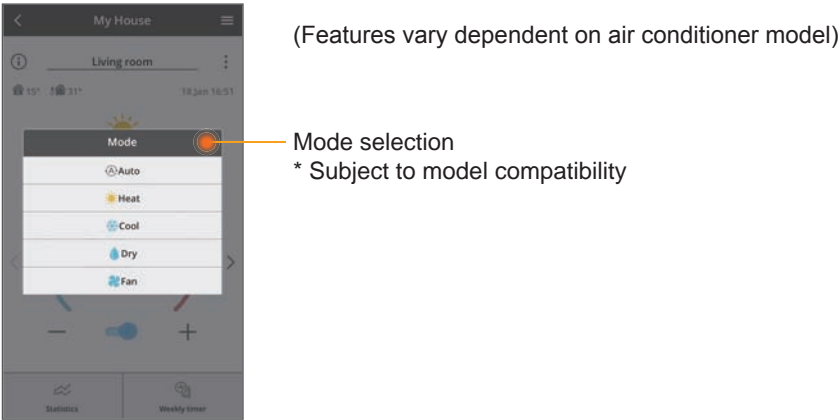 My House
(Features vary dependent on air conditioner model)
Living room
15° 31° 18 Jan 16:51
Mode
Mode selection
* Subject to model compatibility
Auto
Heat
Cool
Dry
Fan
Statistics
Weekly timer